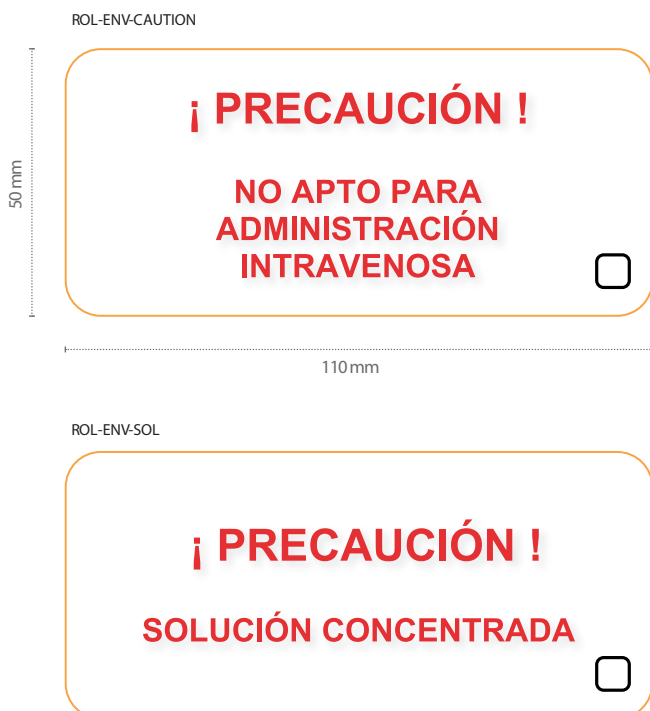 ROL-ENV-CAUTION
¡ PRECAUCIÓN !
NO APTO PARA
ADMINISTRACIÓN
INTRAVENOSA
50 mm
110 mm
ROL-ENV-SOL
¡ PRECAUCIÓN !
SOLUCIÓN CONCENTRADA